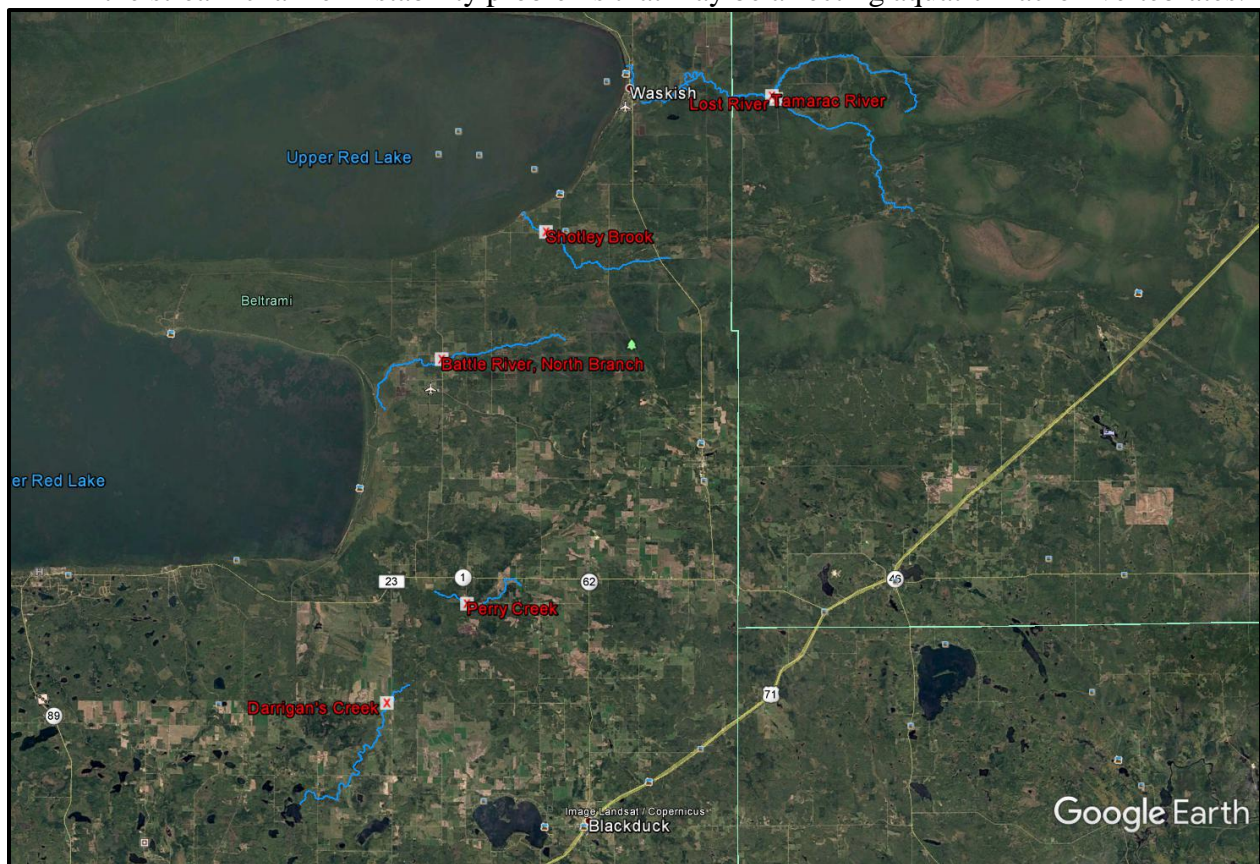 Waskish
Lost River
Tamarac River
Upper Red Lake
Shotley Brook
Beltrami
Battle River, North Branch
er Red Lake
23
1
62
46
Perry Creek
71
Darrigan's Creek
89
Image Landsat / Copernicus
Blackduck
Google Earth